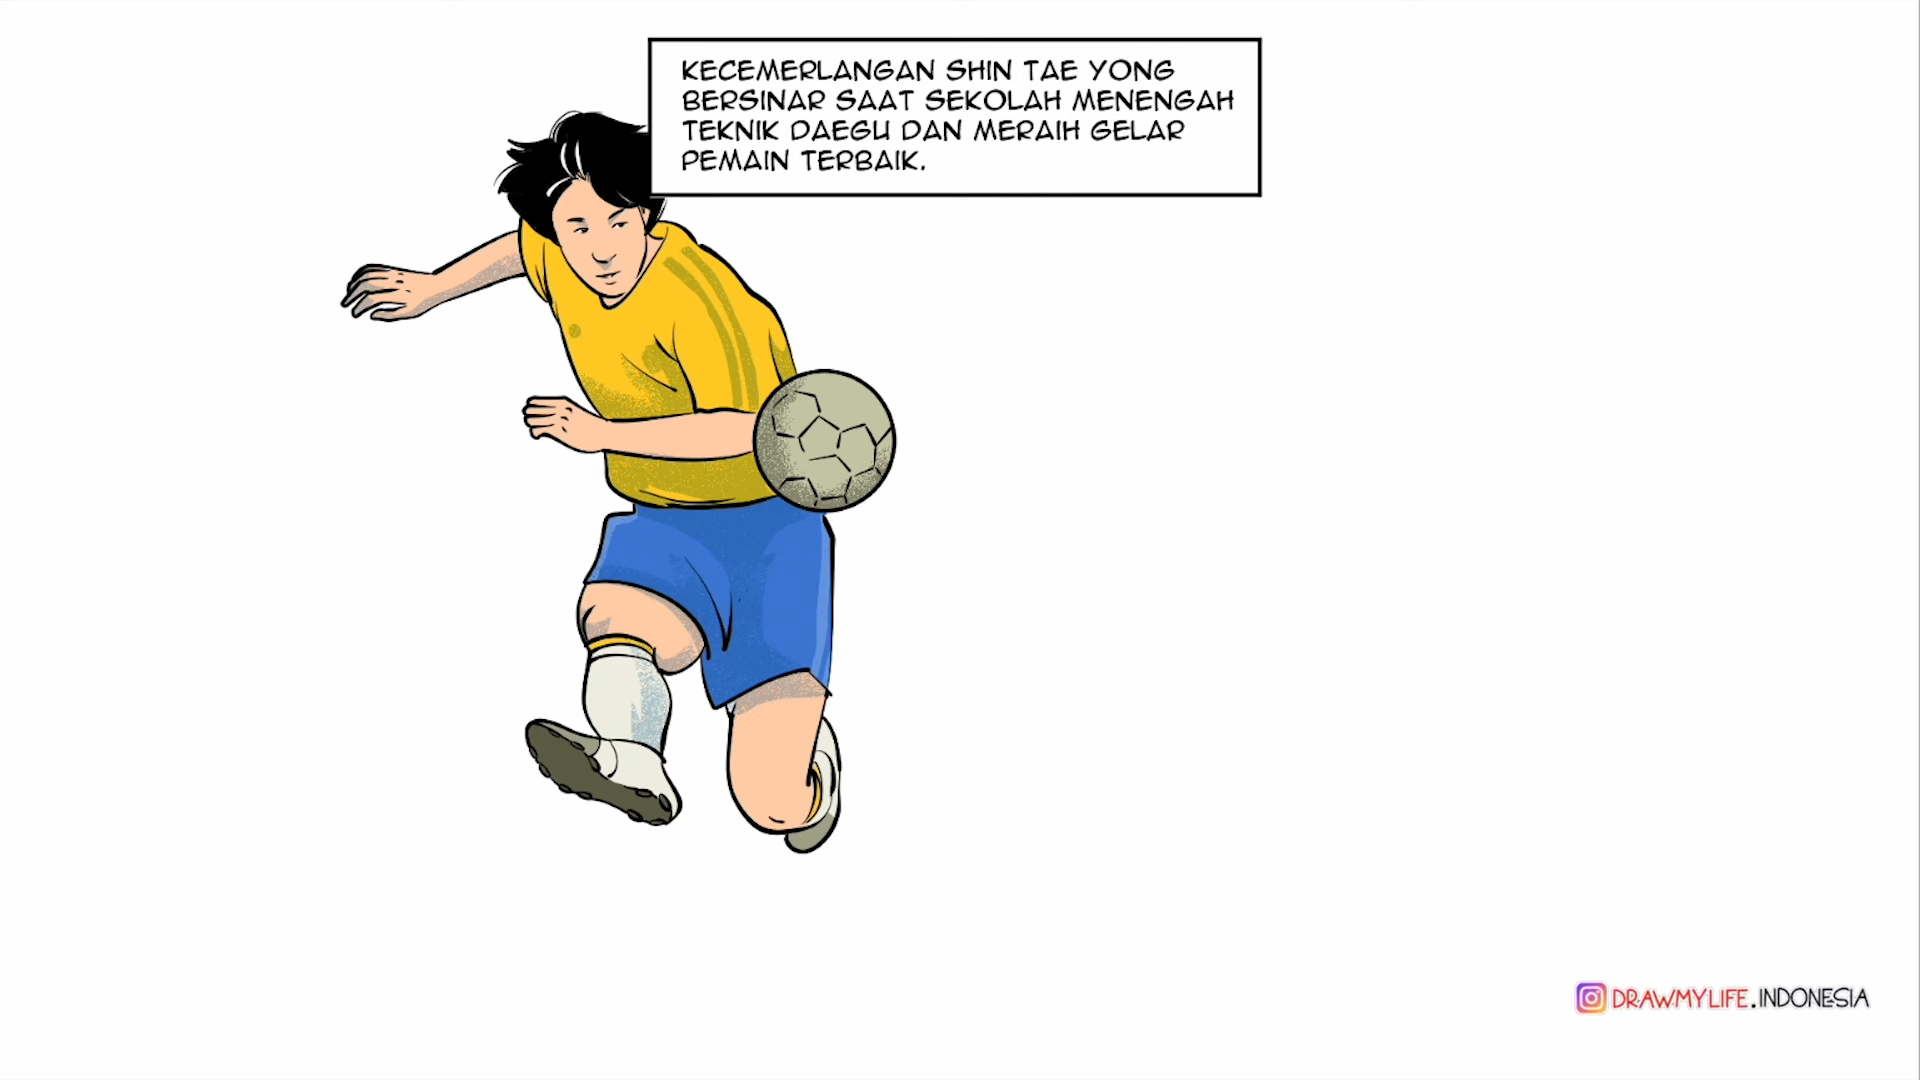 KECEMERLANGAN SHIN TAE YONG
BERSINAR SAAT SEKOLAH MENENGAH
TEKNIK DAEGU DAN MERAIH GELAR
PEMAIN TERBAIK.
DRAWMYLIFE.INDONESIA